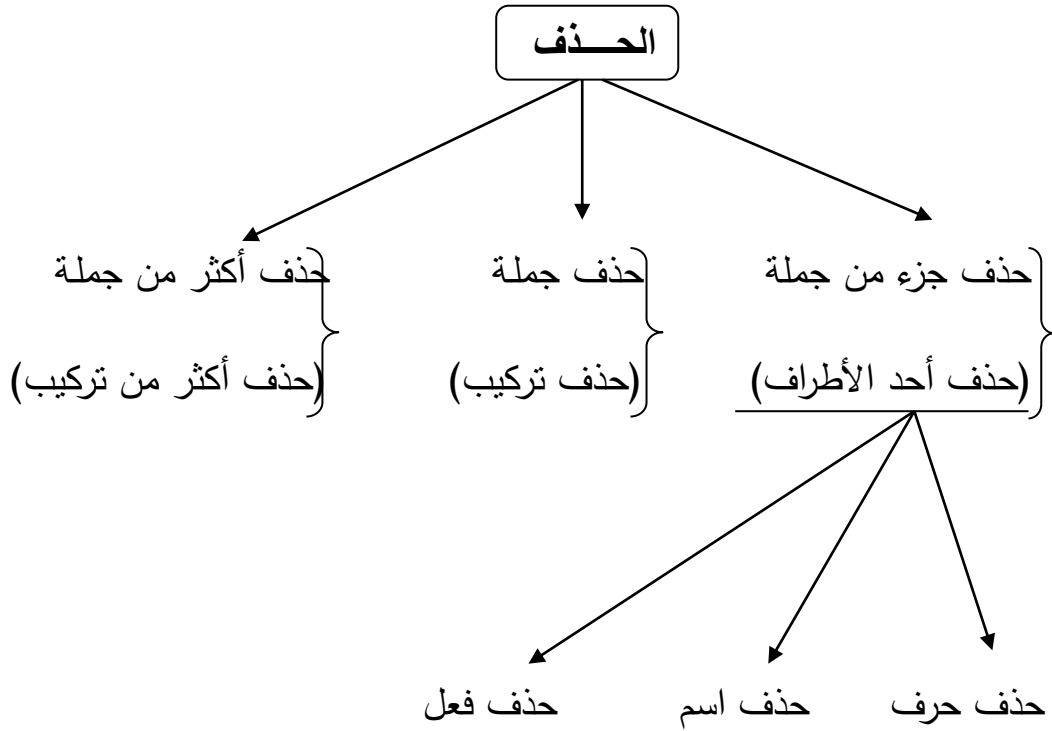 الحـــذف
حذف جزء من جملة
(حذف أحد الأطراف)
حذف جملة
(حذف تركيب)
حذف أكثر من جملة
(حذف أكثر من تركيب)
حذف حرف
حذف اسم
حذف فعل